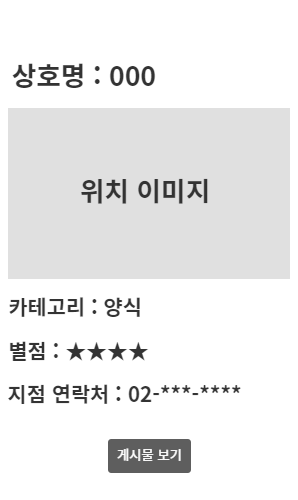 상호명 : 000
위치 이미지
카테고리 : 양식
별점 : ★★★★
지점 연락처 : 02-***-****
게시물 보기